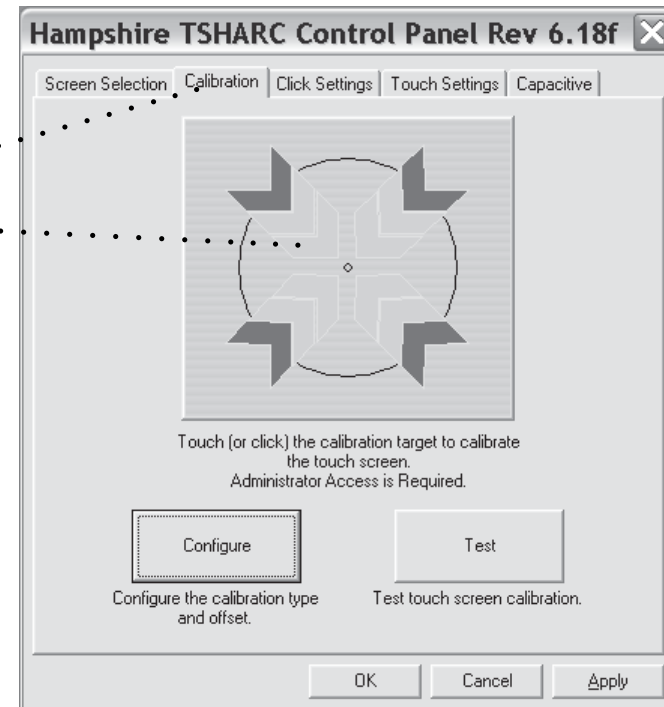 Hampshire TSHARC Control Panel Rev 6.18f
Screen Selection Calibration Click Settings Touch Settings Capacitive
Touch (or click) the calibration target to calibrate
the touch screen.
Administrator Access is Required.
Configure Test
Configure the calibration type Test touch screen calibration.
and offset.
OK Cancel Apply